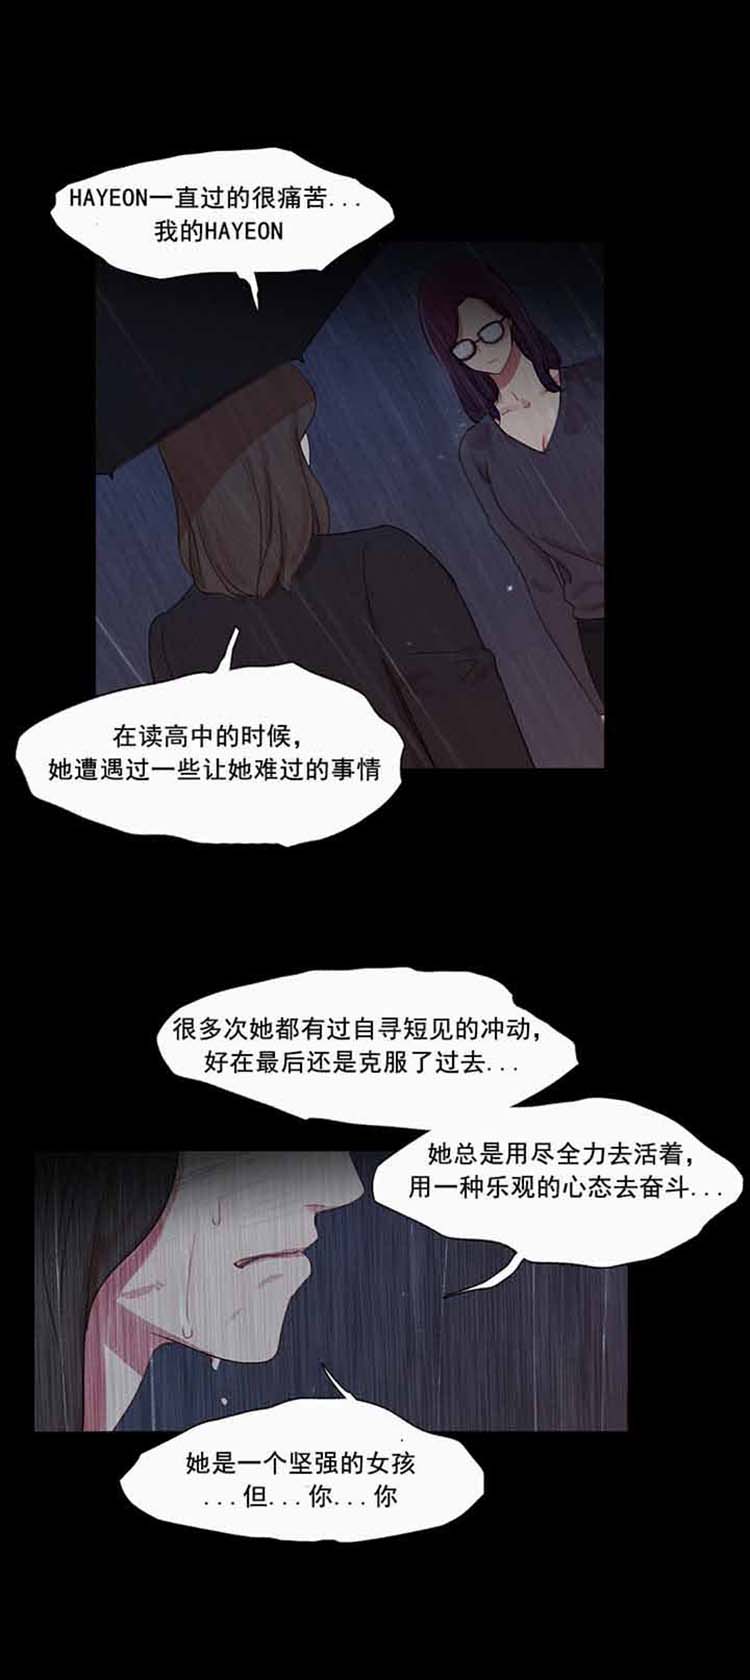 HAYEON一直过的很痛苦...
我的HAYEON
在读高中的时候,
她遭遇过一些让她难过的事情
很多次她都有过自寻短见的冲动,
好在最后还是克服了过去...
她总是用尽全力去活着,
用一种乐观的心态去奋斗...
她是一个坚强的女孩
...但...你...你